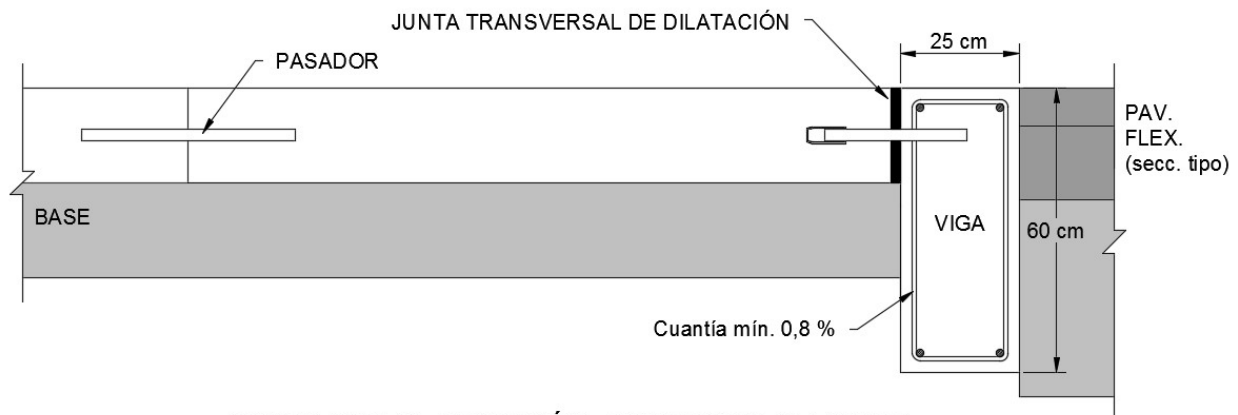 JUNTA TRANSVERSAL DE DILATACIÓN
25 cm
PASADOR
PAV.
FLEX.
(secc. tipo)
BASE
VIGA
60 cm
Cuantía mín. 0,8 %